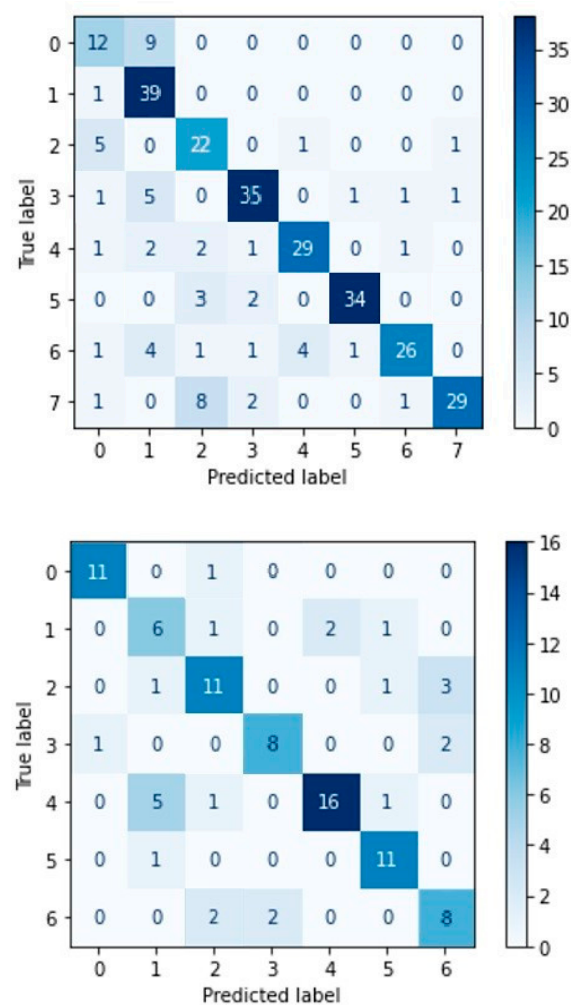 0 12 9 0 0 0 0 0 0
1 1 39 0 0 0 0 0 0
2 5 0 22 0 1 0 0 1
3 1 5 0 35 0 1 1 1
4 1 2 2 1 29 0 1 0
5 0 0 3 2 0 34 0 0
6 1 4 1 1 4 1 26 0
7 1 0 8 2 0 0 1 29
0 1 2 3 4 5 6 7
True label
Predicted label
35
30
25
20
15
10
5
0
0 11 0 1 0 0 0 0
1 0 6 1 0 2 1 0
2 0 1 11 0 0 1 3
3 1 0 0 8 0 0 2
4 0 5 1 0 16 1 0
5 0 1 0 0 0 11 0
6 0 0 2 2 0 0 8
0 1 2 3 4 5 6
True label
Predicted label
16
14
12
10
8
6
4
2
0